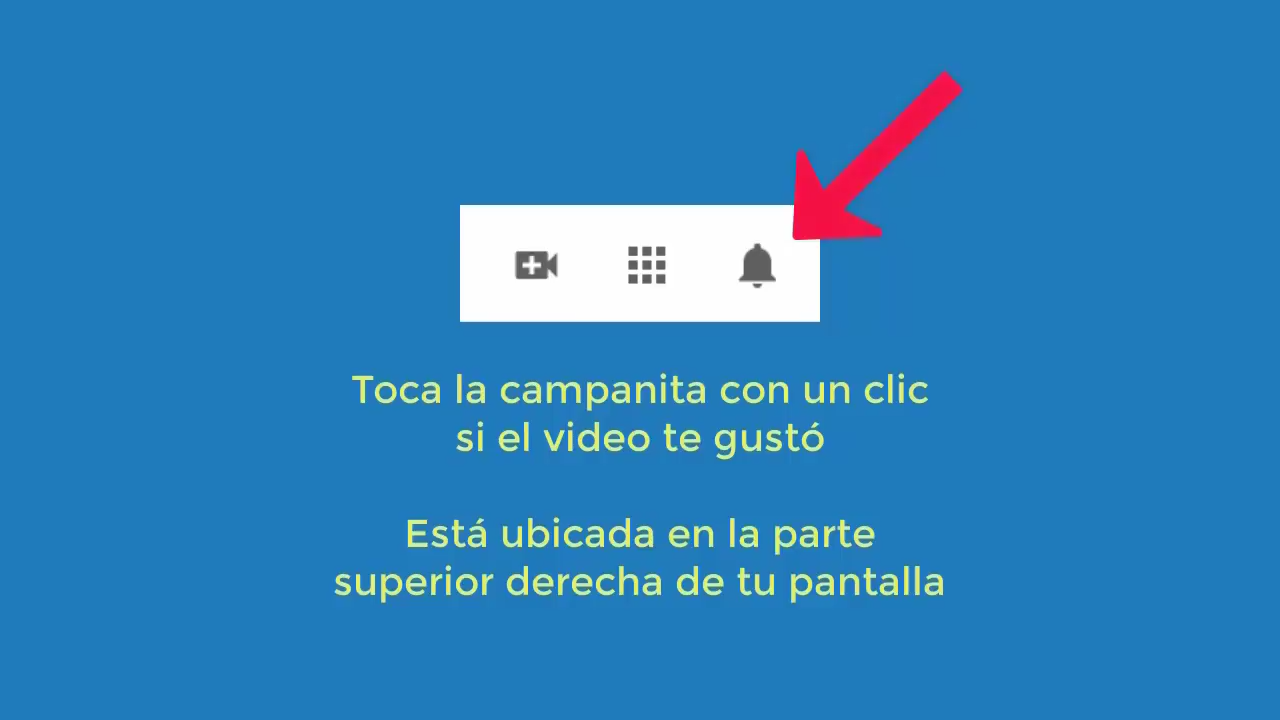 Toca la campanita con un clic
si el video te gustó
Está ubicada en la parte
superior derecha de tu pantalla